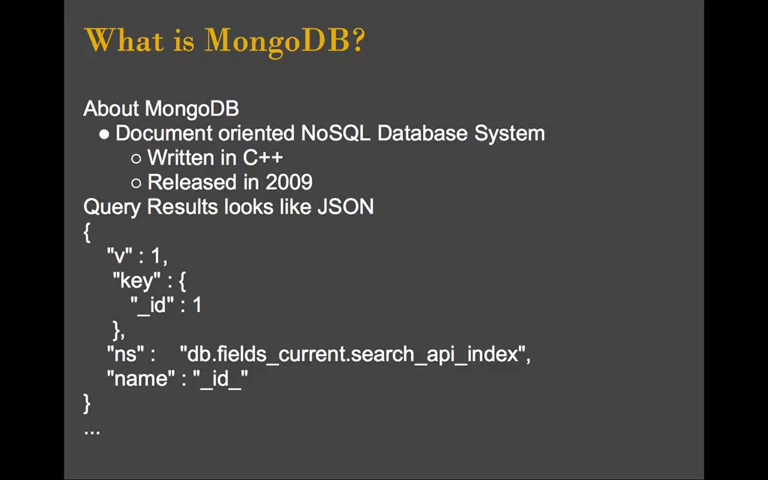 What is MongoDB?
About MongoDB
● Document oriented NoSQL Database System
○ Written in C++
○ Released in 2009
Query Results looks like JSON
{
"v" : 1,
"key" : {
"_id" : 1
},
"ns" : "db.fields_current.search_api_index",
"name" : "_id_"
}
...